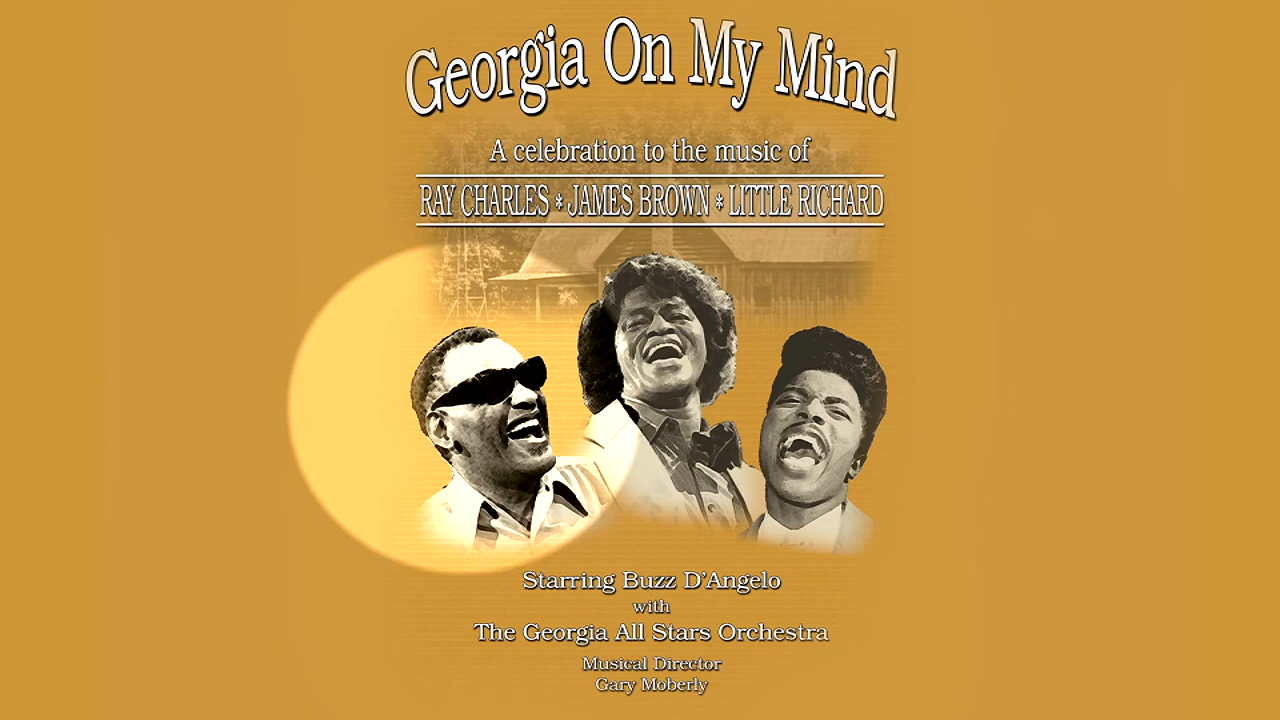 Georgia On My Mind
A celebration to the music of
RAY CHARLES * JAMES BROWN * LITTLE RICHARD
Starring Buzz D'Angelo
with
The Georgia All Stars Orchestra
Musical Director
Gary Moberly